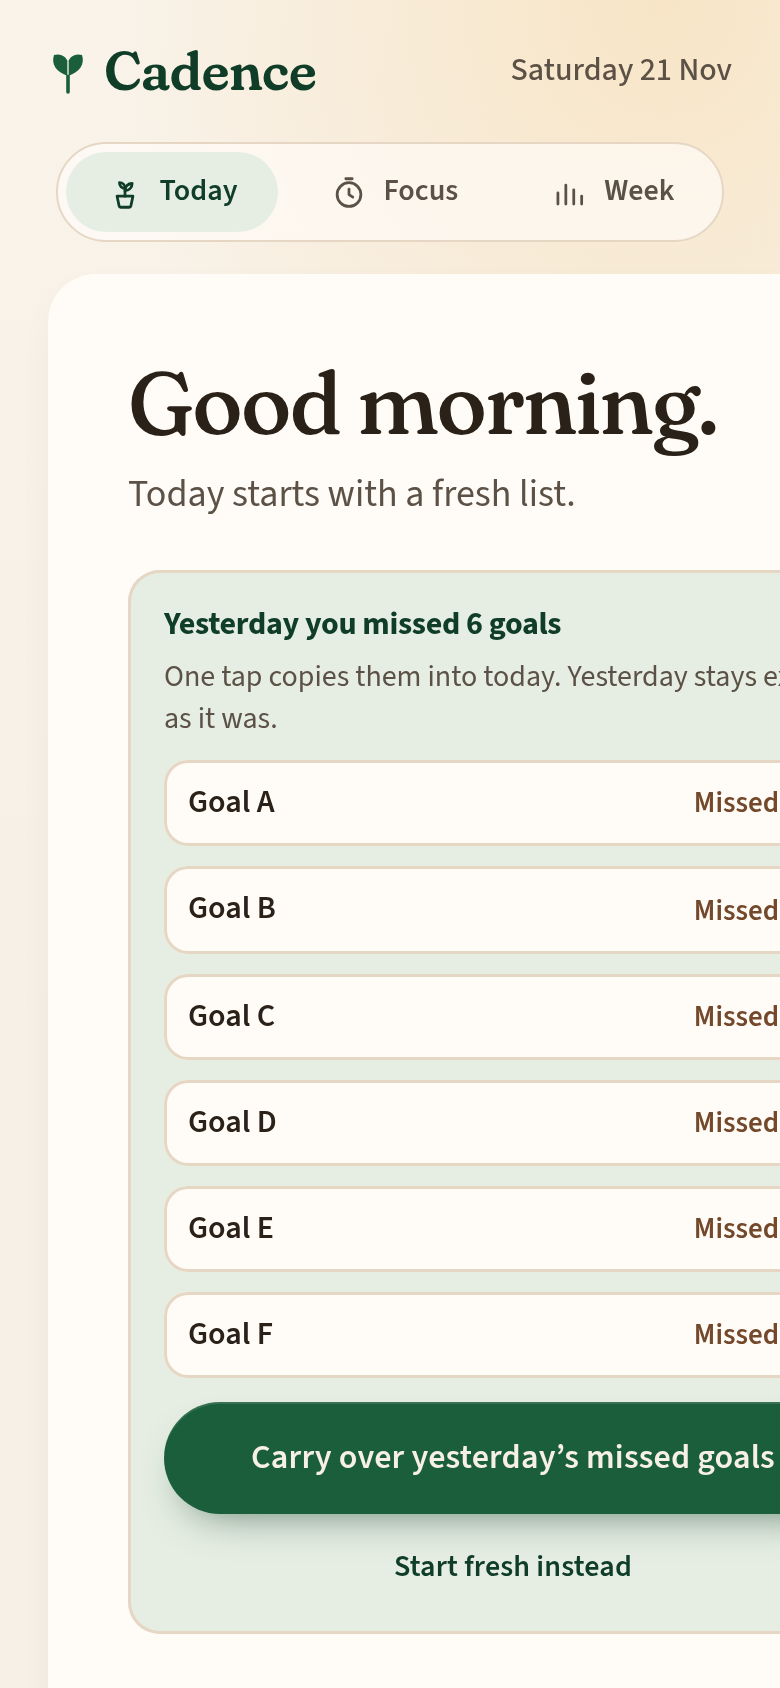 Cadence
Saturday 21 Nov
Today
Focus
Week
Good morning.
Today starts with a fresh list.
Yesterday you missed 6 goals
One tap copies them into today. Yesterday stays
as it was.
Goal A
Missed
Goal B
Missed
Goal C
Missed
Goal D
Missed
Goal E
Missed
Goal F
Missed
Carry over yesterday’s missed goals
Start fresh instead